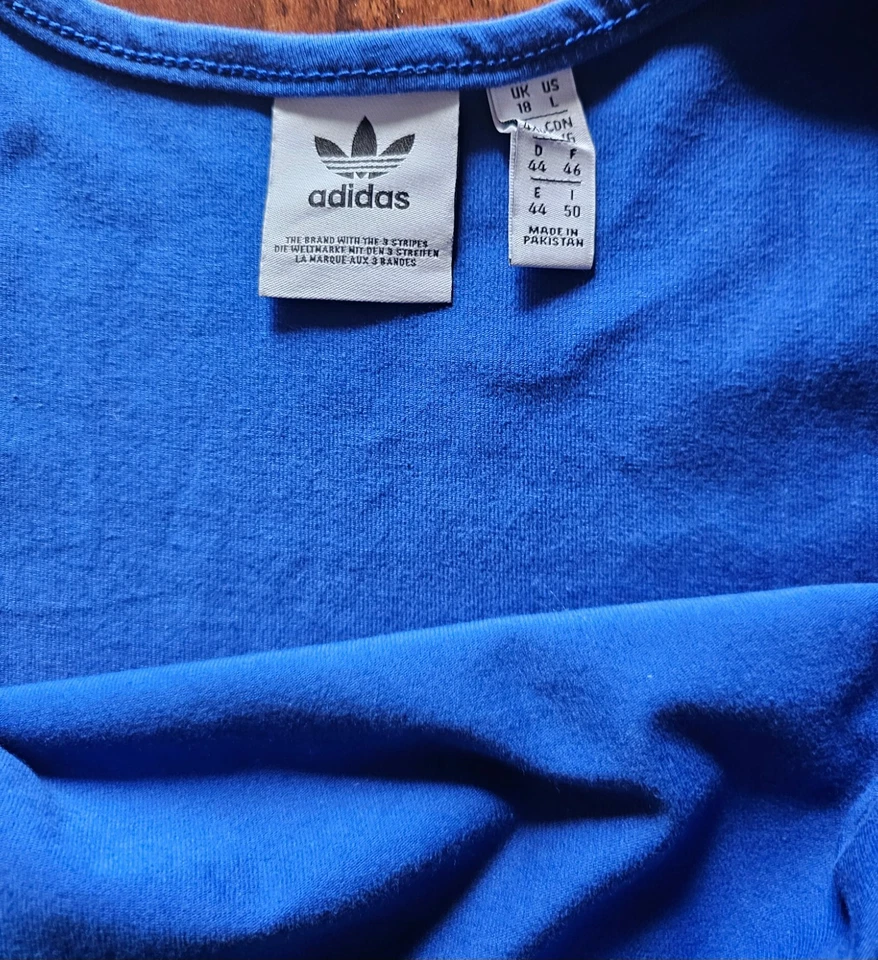 adidas
THE BRAND WITH THE 3 STRIPES
DIE WELTMARKE MIT DEN 3 STREIFEN
LA MARQUE AUX 3 BANDES
UK US
18 L
CDN
D F
44 46
E I
44 50
MADE IN
PAKISTAN